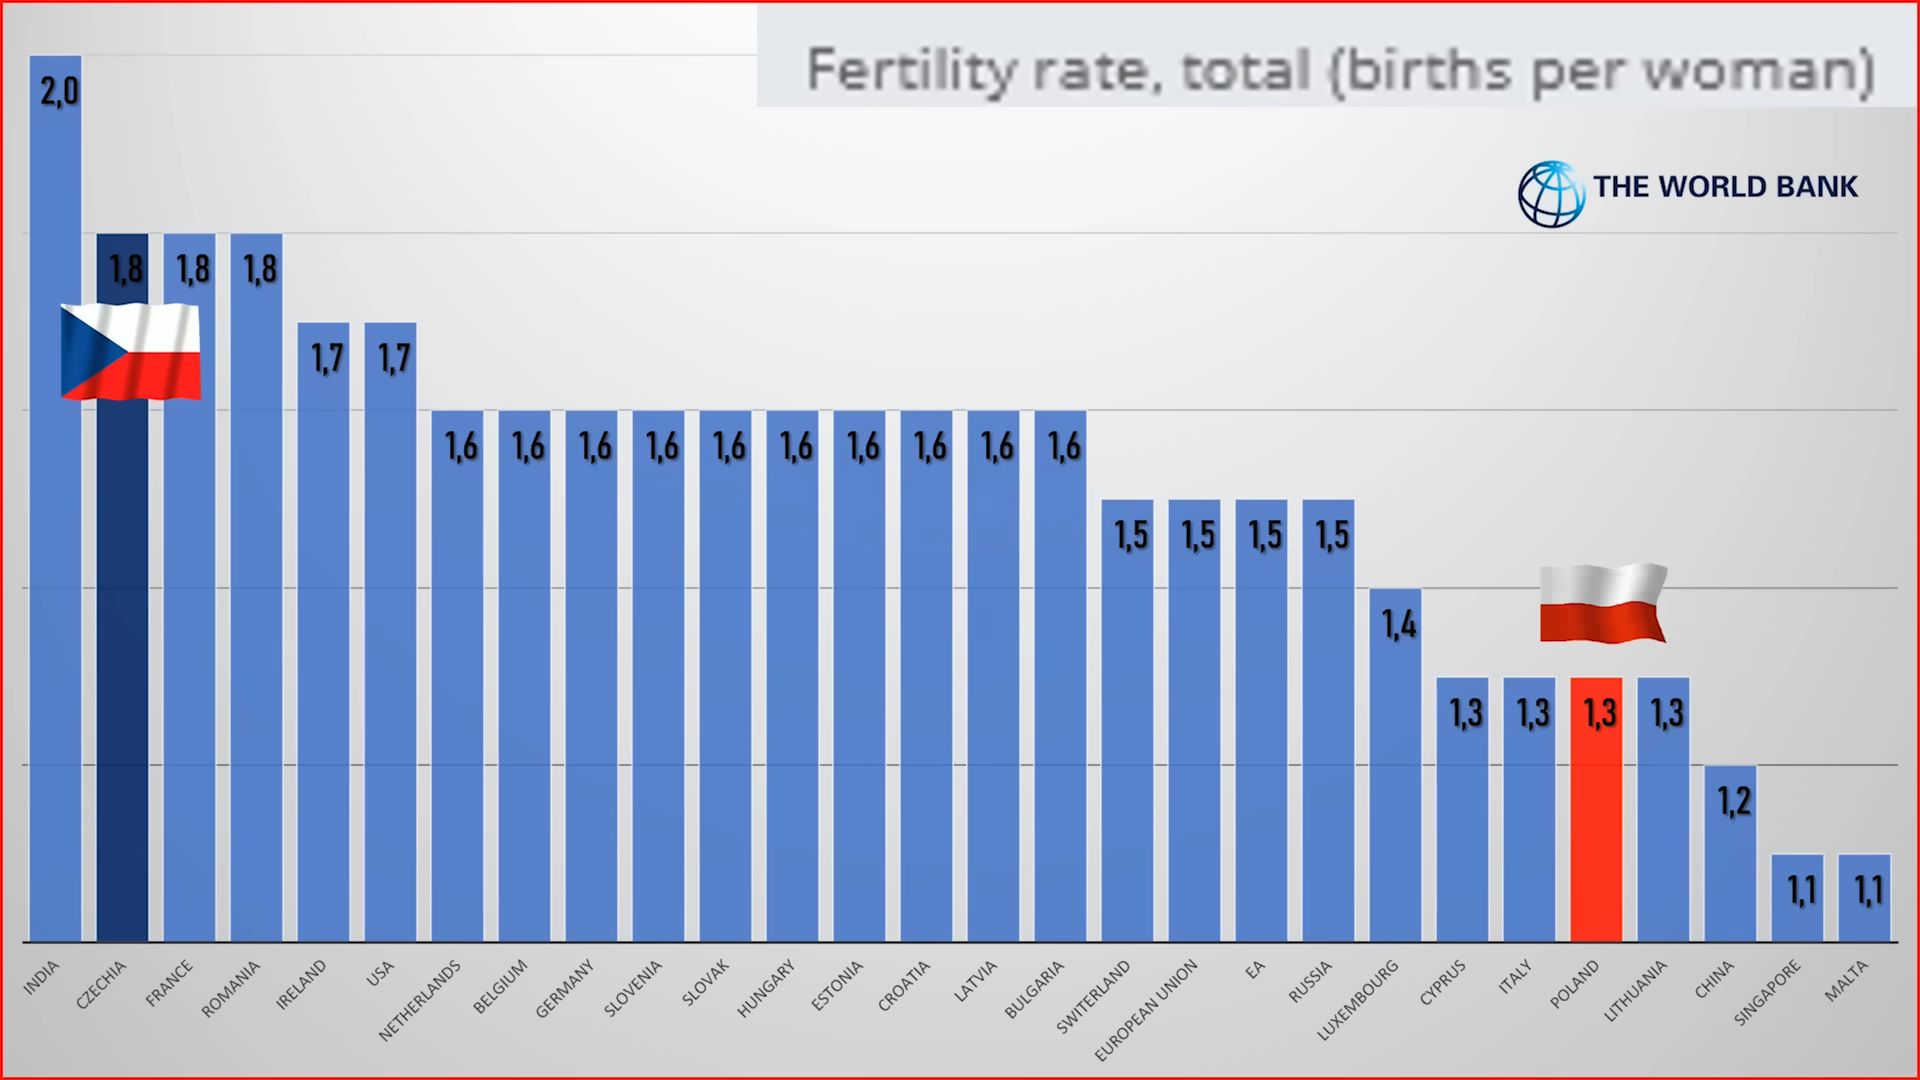 Fertility rate, total (births per woman)
THE WORLD BANK
2,0
1,8
1,8
1,8
1,7
1,7
1,6
1,6
1,6
1,6
1,6
1,6
1,6
1,6
1,6
1,6
1,5
1,5
1,5
1,5
1,4
1,3
1,3
1,3
1,3
1,2
1,1
1,1
INDIA
CZECHIA
FRANCE
ROMANIA
IRELAND
USA
NETHERLANDS
BELGIUM
GERMANY
SLOVENIA
SLOVAK
HUNGARY
ESTONIA
CROATIA
LATVIA
BULGARIA
SWITERLAND
EUROPEAN UNION
EA
RUSSIA
LUXEMBOURG
CYPRUS
ITALY
POLAND
LITHUANIA
CHINA
SINGAPORE
MALTA